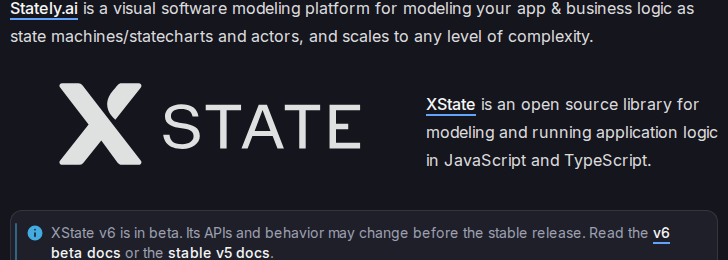 Stately.ai is a visual software modeling platform for modeling your app & business logic as
state machines/statecharts and actors, and scales to any level of complexity.
X STATE
XState is an open source library for
modeling and running application logic
in JavaScript and TypeScript.
XState v6 is in beta. Its APIs and behavior may change before the stable release. Read the v6
beta docs or the stable v5 docs.